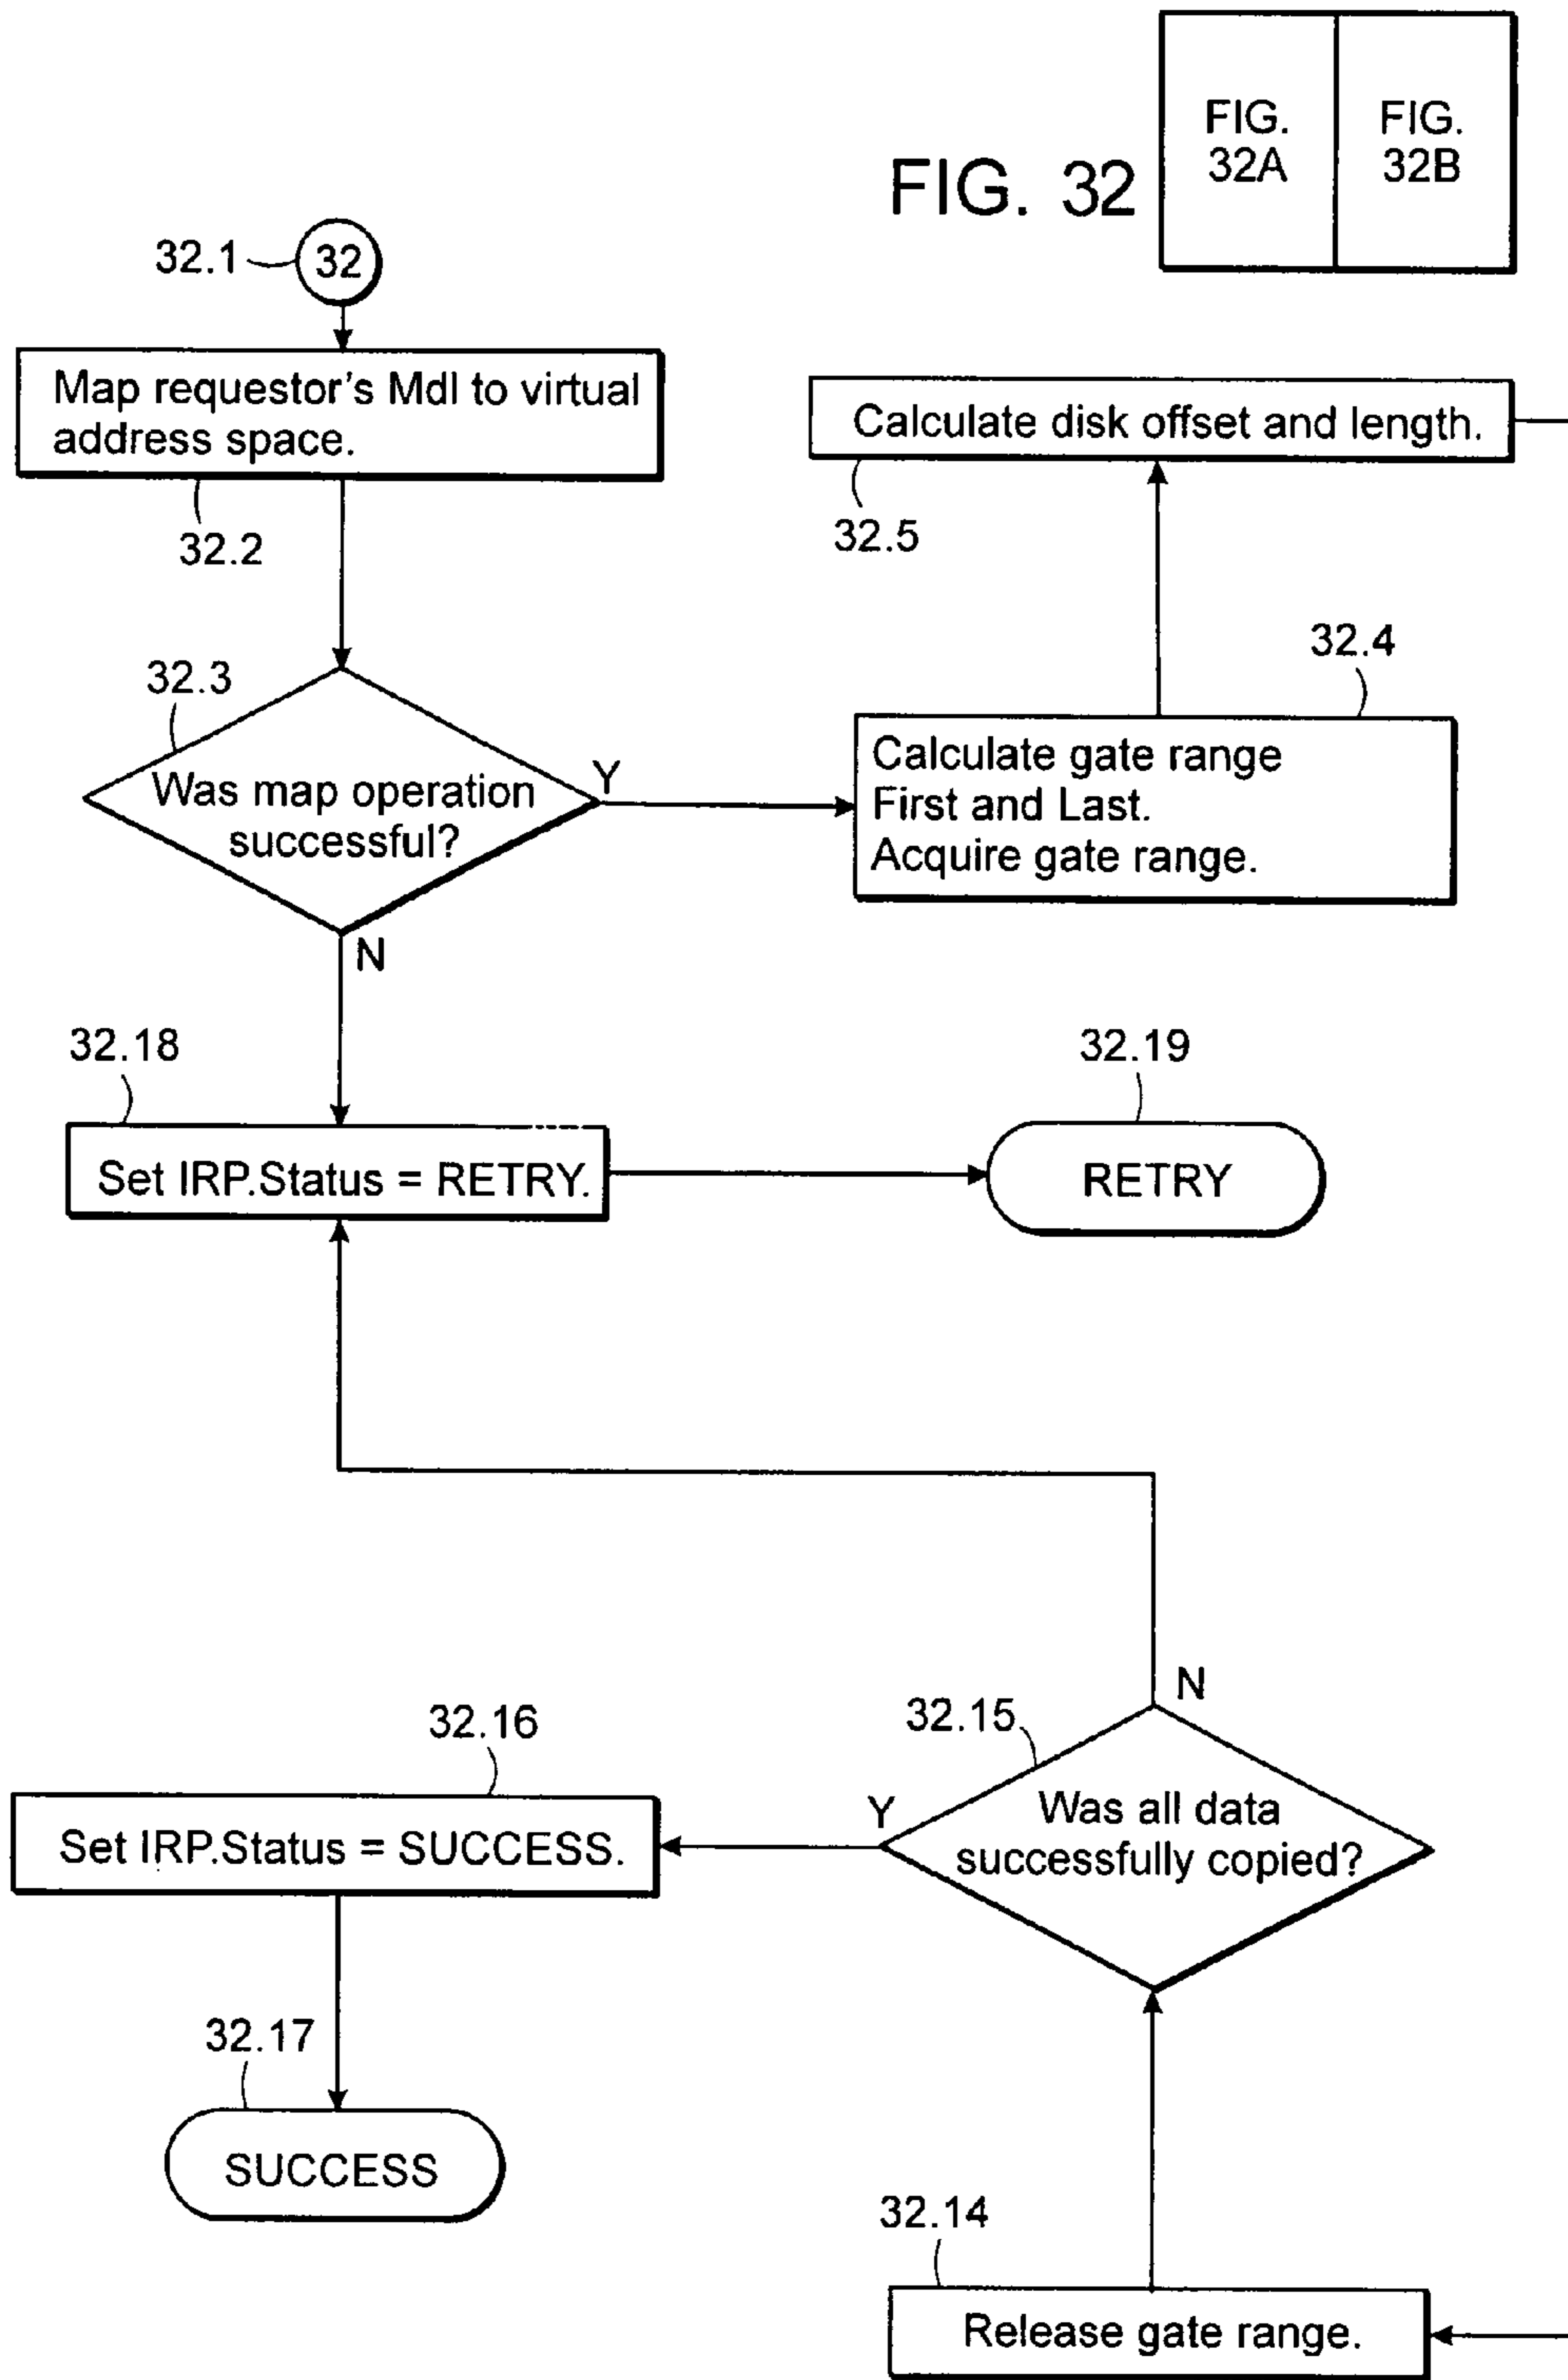 FIG. 32
FIG.
32A
FIG.
32B
32.1
32
Map requestor's Mdl to virtual
address space.
32.2
Calculate disk offset and length.
32.5
32.3
Was map operation
successful?
Y
N
32.4
Calculate gate range
First and Last.
Acquire gate range.
32.18
Set IRP.Status = RETRY.
32.19
RETRY
32.15
N
Y
Was all data
successfully copied?
32.16
Set IRP.Status = SUCCESS.
32.17
SUCCESS
32.14
Release gate range.